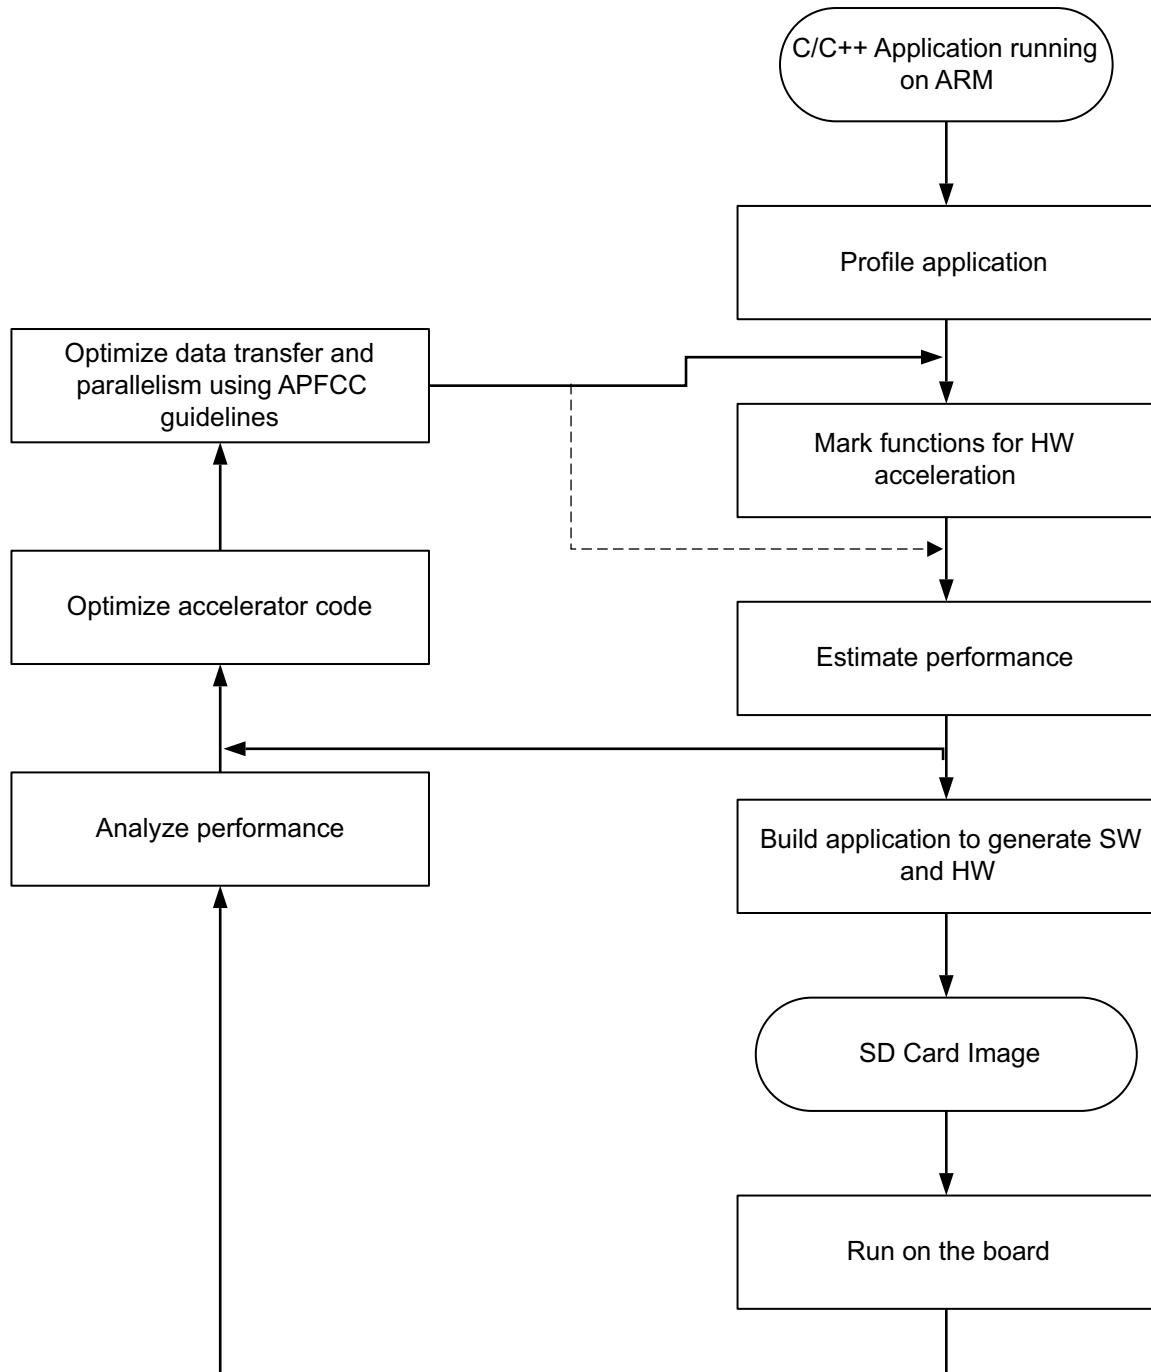 C/C++ Application running
on ARM
Profile application
Optimize data transfer and
parallelism using APFCC
guidelines
Mark functions for HW
acceleration
Optimize accelerator code
Estimate performance
Analyze performance
Build application to generate SW
and HW
SD Card Image
Run on the board